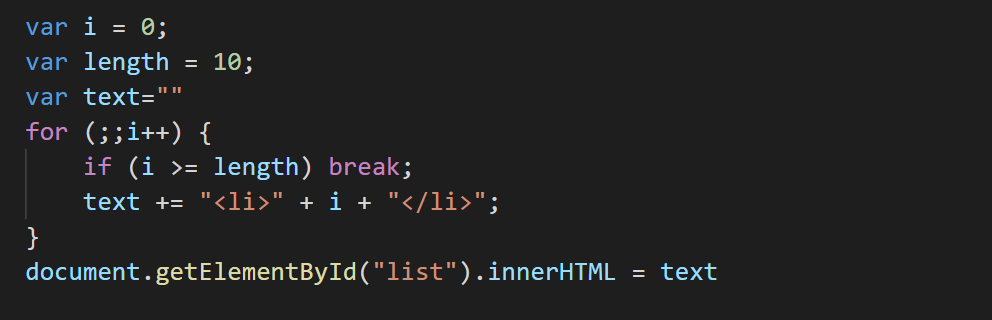 var i = 0;
var length = 10;
var text=""
for (;;i++) {
    if (i >= length) break;
    text += "<li>" + i + "</li>";
}
document.getElementById("list").innerHTML = text